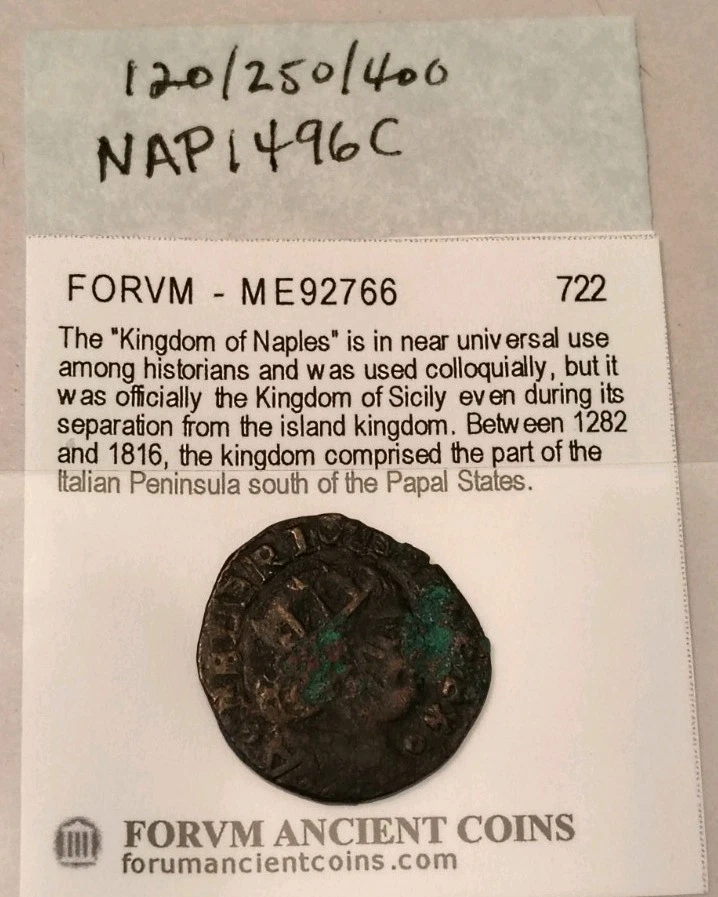 120/250/400
NAP1496C
FORVM - ME92766 722
The "Kingdom of Naples" is in near universal use
among historians and was used colloquially, but it
was officially the Kingdom of Sicily even during its
separation from the island kingdom. Between 1282
and 1816, the kingdom comprised the part of the
Italian Peninsula south of the Papal States.
FORVM ANCIENT COINS
forumancientcoins.com